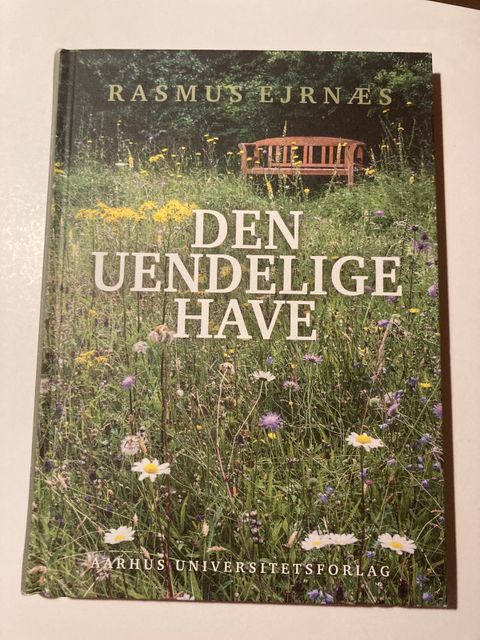 RASMUS EJRNÆS
DEN
UENDELIGE
HAVE
AARHUS UNIVERSITETSFORLAG